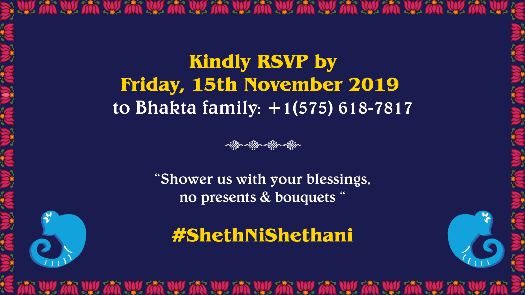 Kindly RSVP by
Friday, 15th November 2019
to Bhakta family: +1(575) 618-7817
“Shower us with your blessings,
no presents & bouquets “
#ShethNiShethani